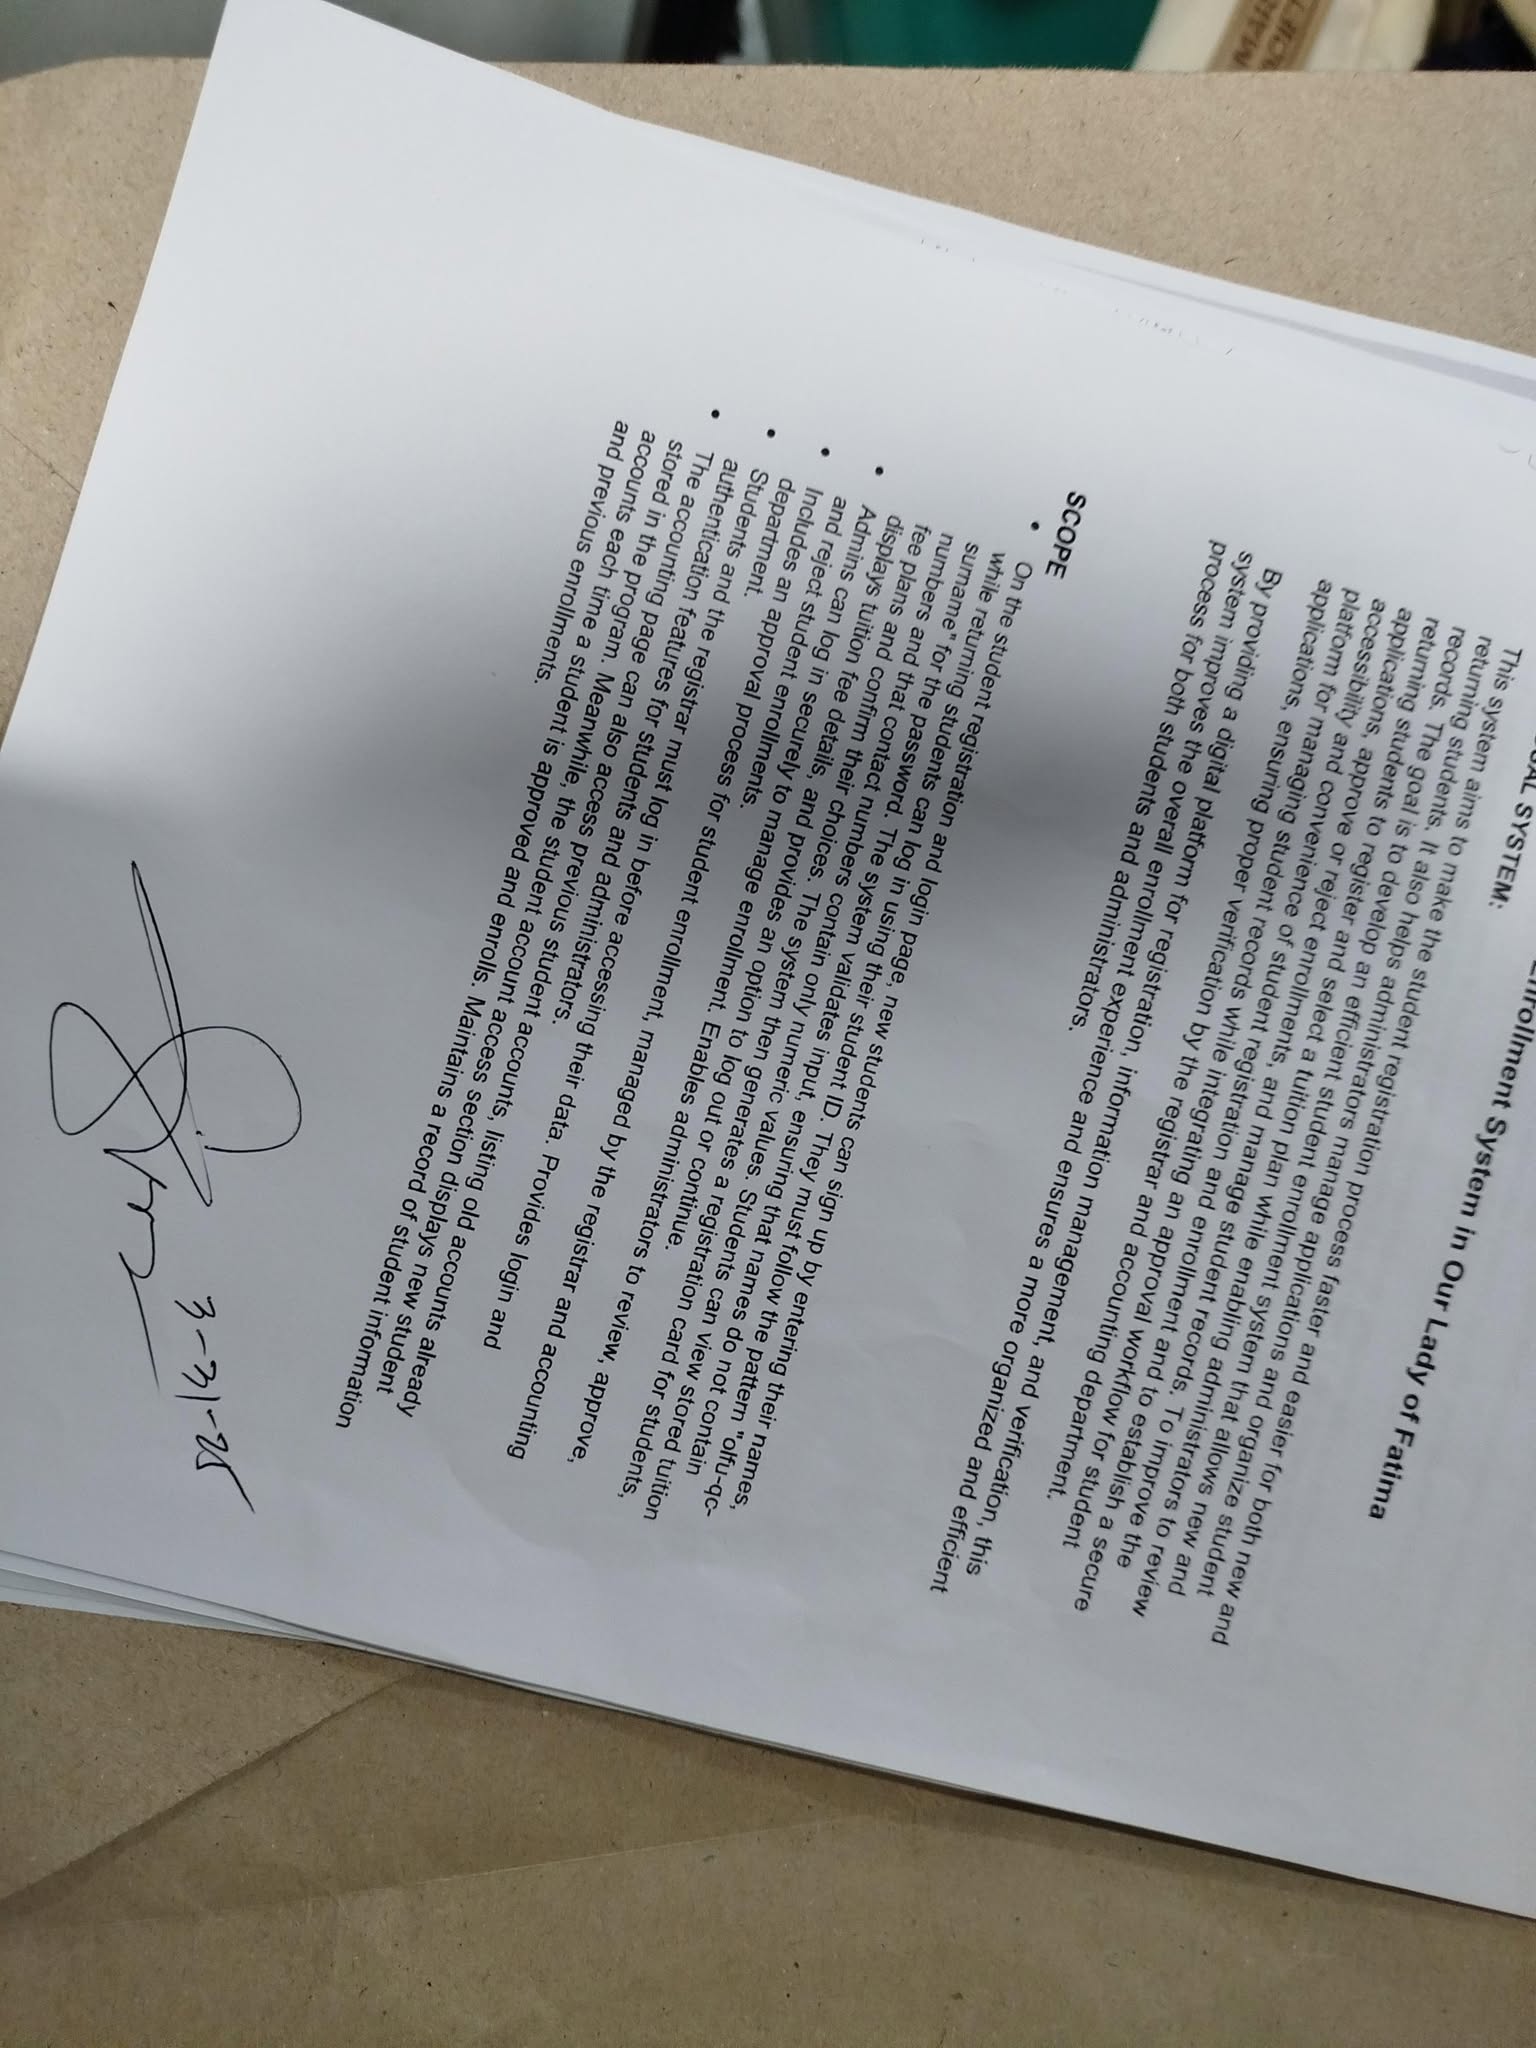 OSAL SYSTEM: Enrollment System in Our Lady of Fatima
This system aims to make the student registration process faster and easier for both new and
returning students. It also helps administrators manage applications and organize student
records. The goal is to develop an efficient student enrollment system that allows new and
returning students to register and select a tuition plan while enabling administrators to review
applications, approve or reject enrollments, and manage student enrollment records. To improve the
accessibility and convenience of student registration and to establish a secure
platform for managing student records while integrating an approval workflow for student
applications, ensuring proper verification by the registrar and accounting department.
By providing a digital platform for registration, information management, and verification, this
system improves the overall enrollment experience and ensures a more organized and efficient
process for both students and administrators.
SCOPE
• On the student registration and login page, new students can sign up by entering their names,
while returning students can log in using their student ID. They must follow the pattern "olfu-qc-
surname" for the password. The system validates input, ensuring that names do not contain
numbers and that contact numbers contain only numeric values. Students can view stored tuition
fee plans and confirm their choices. The system then generates a registration card for students,
displays tuition fee details, and provides an option to log out or continue.
• Admins can log in securely to manage enrollment. Enables administrators to review, approve,
and reject student enrollments.
• Includes an approval process for student enrollment, managed by the registrar and accounting
department.
• Students and the registrar must log in before accessing their data. Provides login and
authentication features for students and administrators.
• The accounting page can also access previous student accounts, listing old accounts already
stored in the program. Meanwhile, the student account access section displays new student
accounts each time a student is approved and enrolls. Maintains a record of student information
and previous enrollments.
3-31-25